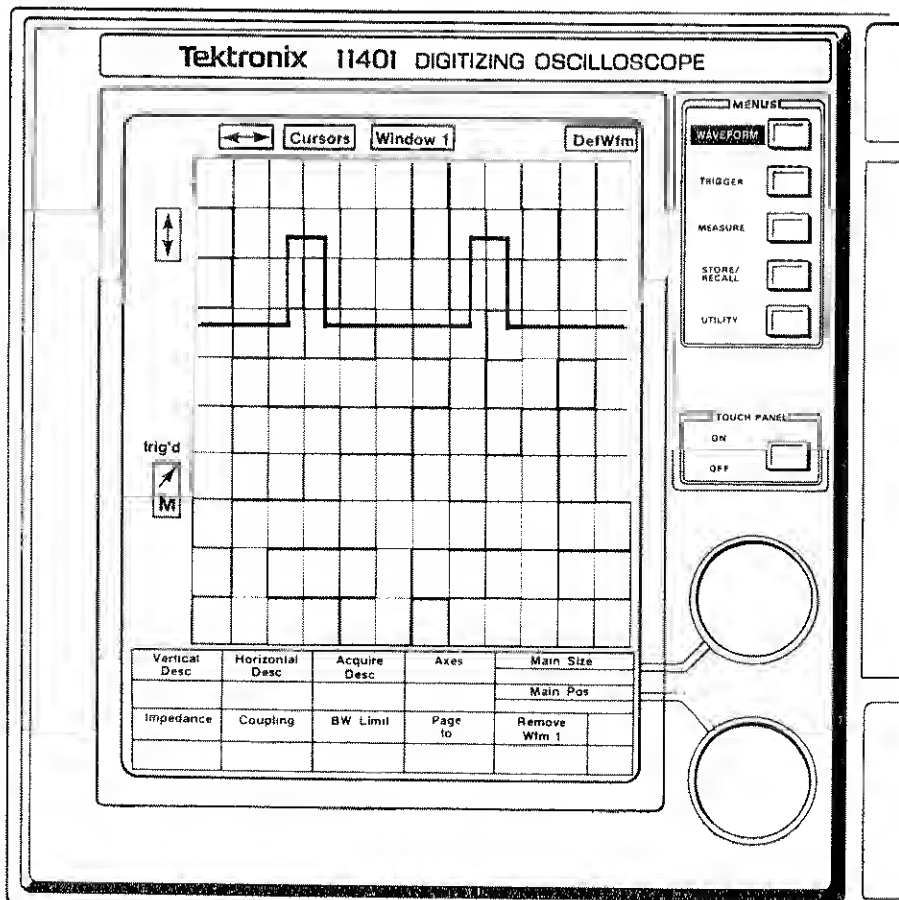 Tektronix 11401 DIGITIZING OSCILLOSCOPE
MENUS
WAVEFORM
TRIGGER
MEASURE
STORE/
RECALL
UTILITY
Cursors
Window 1
DefWfm
trig'd
M
TOUCH PANEL
ON
OFF
Vertical
Desc
Horizontal
Desc
Acquire
Desc
Axes
Main Size
Main Pos
Impedance
Coupling
BW Limit
Page
to
Remove
Wfm 1